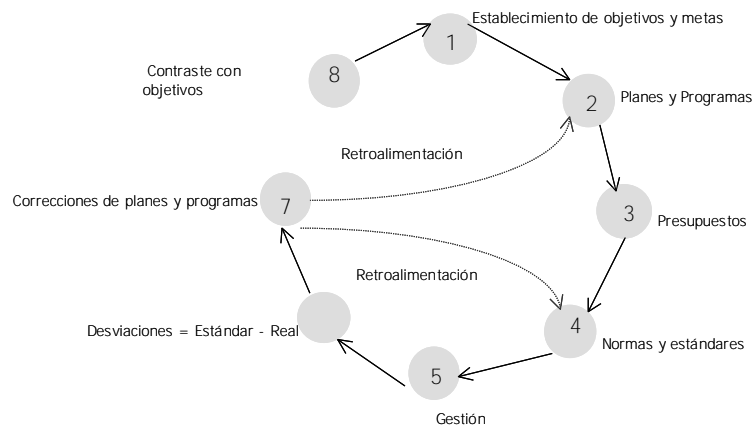 1
Establecimiento de objetivos y metas
8
Contraste con
objetivos
2
Planes y Programas
Retroalimentación
7
Correcciones de planes y programas
3
Presupuestos
Retroalimentación
4
Normas y estándares
Desviaciones = Estándar - Real
5
Gestión